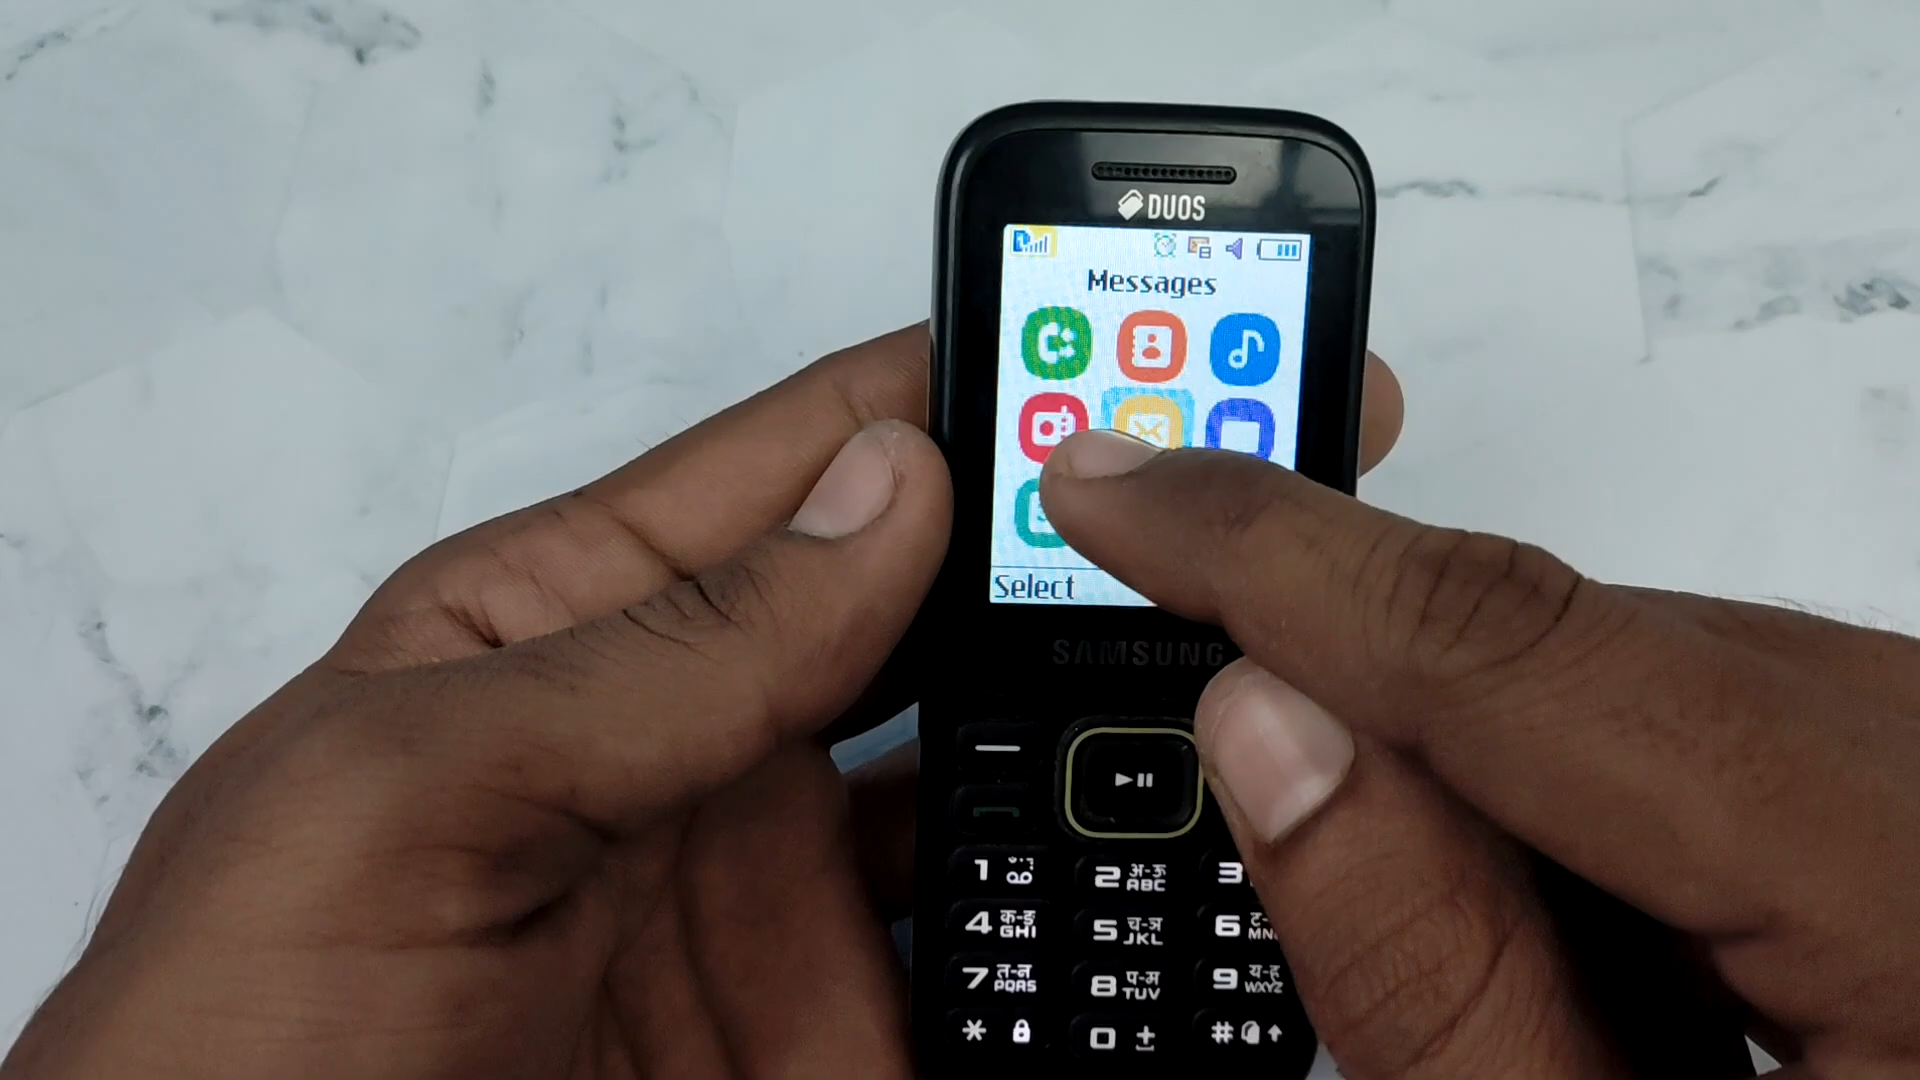 DUOS
Messages
Select
SAMSUNG
1 2 अ-ऊ ABC 3
4 क-ङ GHI 5 च-ञ JKL 6
7 त-न PQRS 8 प-म TUV 9 य-ह WXYZ
* 0 + #